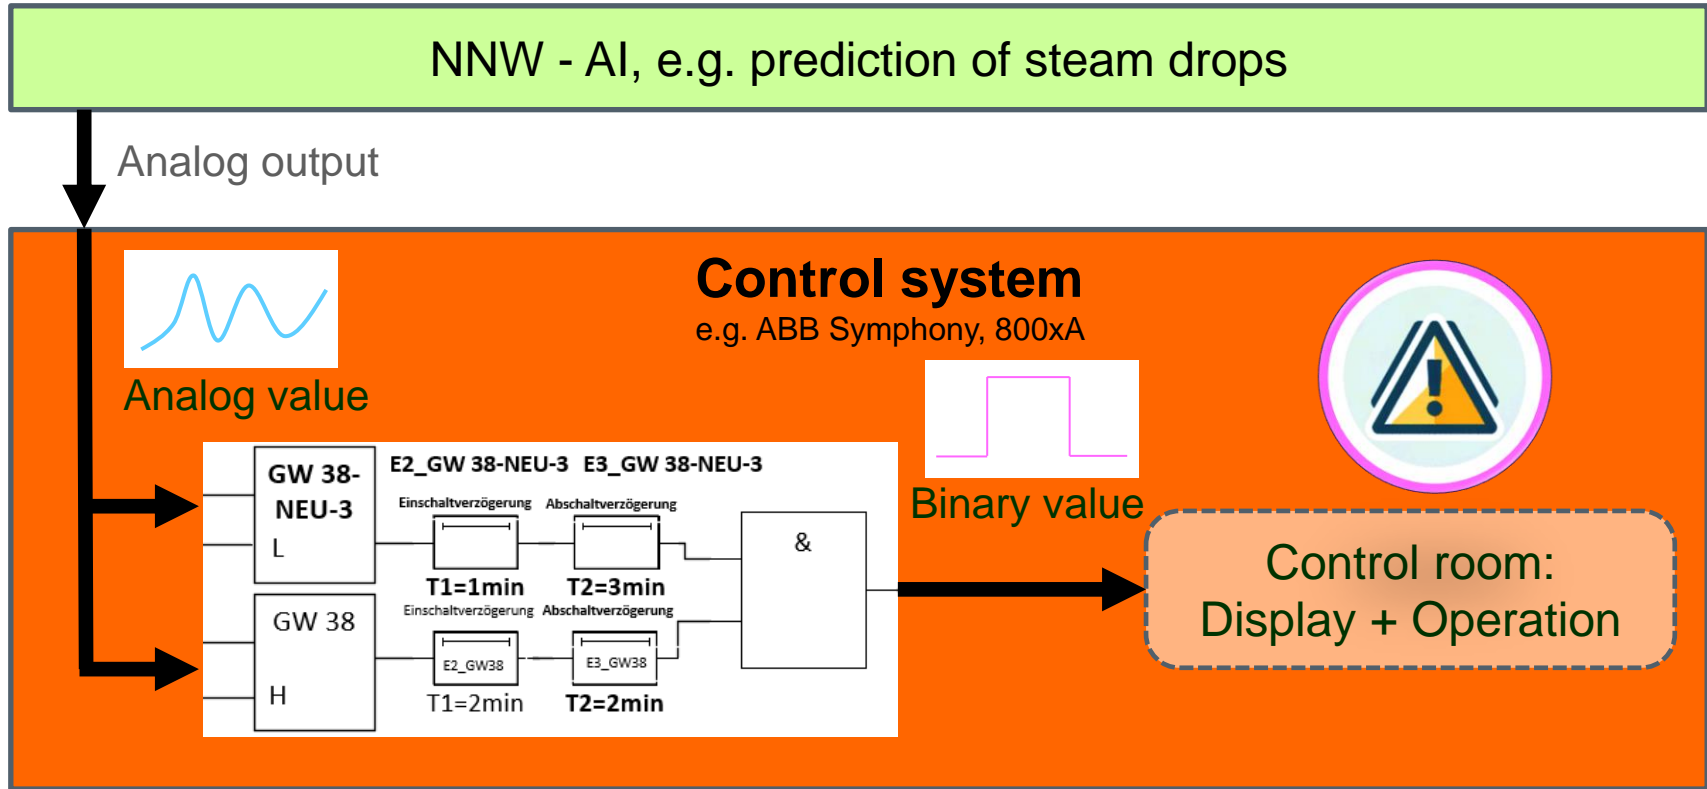 NNW - AI, e.g. prediction of steam drops
Analog output
Control system
e.g. ABB Symphony, 800xA
Analog value
Binary value
GW 38-
NEU-3
L
E2_GW 38-NEU-3 E3_GW 38-NEU-3
Einschaltverzögerung Abschaltverzögerung
T1=1min T2=3min
Einschaltverzögerung Abschaltverzögerung
GW 38
H
E2_GW38 E3_GW38
T1=2min T2=2min
&
Control room:
Display + Operation